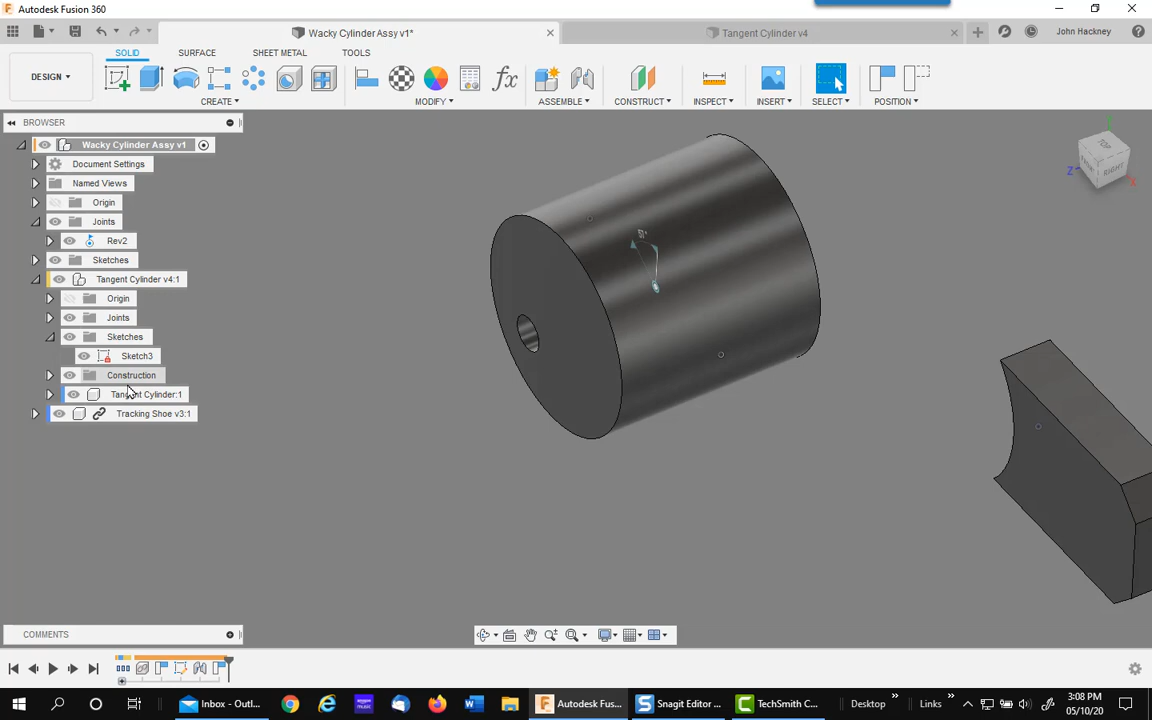 Autodesk Fusion 360
Wacky Cylinder Assy v1*
Tangent Cylinder v4
John Hackney
DESIGN
SOLID
SURFACE
SHEET METAL
TOOLS
CREATE
MODIFY
ASSEMBLE
CONSTRUCT
INSPECT
INSERT
SELECT
POSITION
BROWSER
Wacky Cylinder Assy v1
Document Settings
Named Views
Origin
Joints
Rev2
Sketches
Tangent Cylinder v4:1
Origin
Joints
Sketches
Sketch3
Construction
Tangent Cylinder:1
Tracking Shoe v3:1
TOP
RIGHT
Z
X
COMMENTS
Inbox - Outl...
Autodesk Fus...
Snagit Editor ...
TechSmith C...
Desktop
Links
3:08 PM
05/10/20